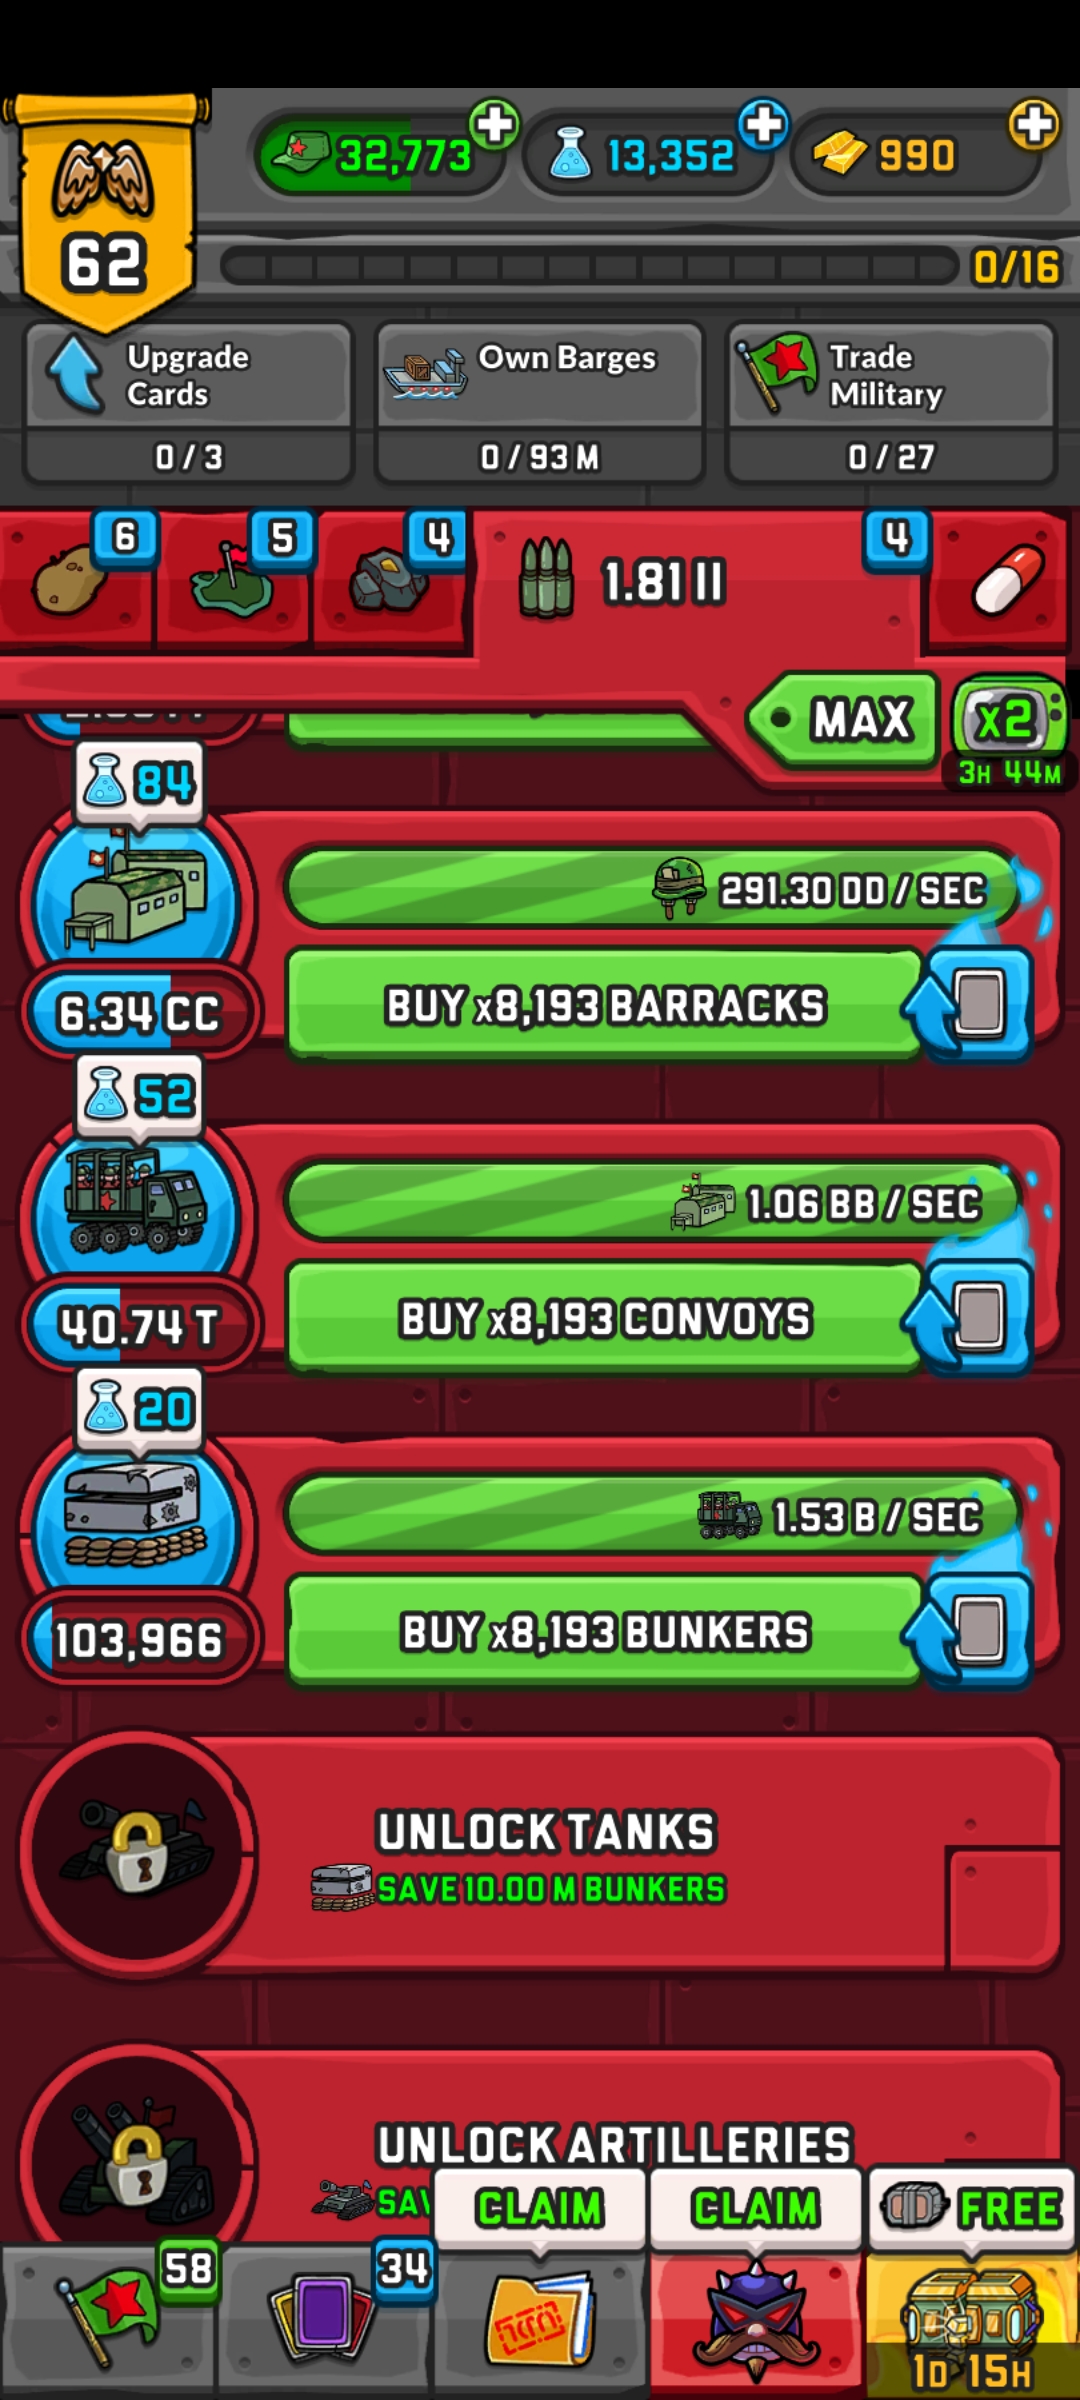 32,773
13,352
990
62
0/16
Upgrade
Cards
0 / 3
Own Barges
0 / 93 M
Trade
Military
0 / 27
6
5
4
1.81 II
4
MAX
x2
3H 44M
84
291.30 DD / SEC
6.34 CC
BUY x8,193 BARRACKS
52
1.06 BB / SEC
40.74 T
BUY x8,193 CONVOYS
20
1.53 B / SEC
103,966
BUY x8,193 BUNKERS
UNLOCK TANKS
SAVE 10.00 M BUNKERS
UNLOCK ARTILLERIES
CLAIM
CLAIM
FREE
58
34
1D 15H